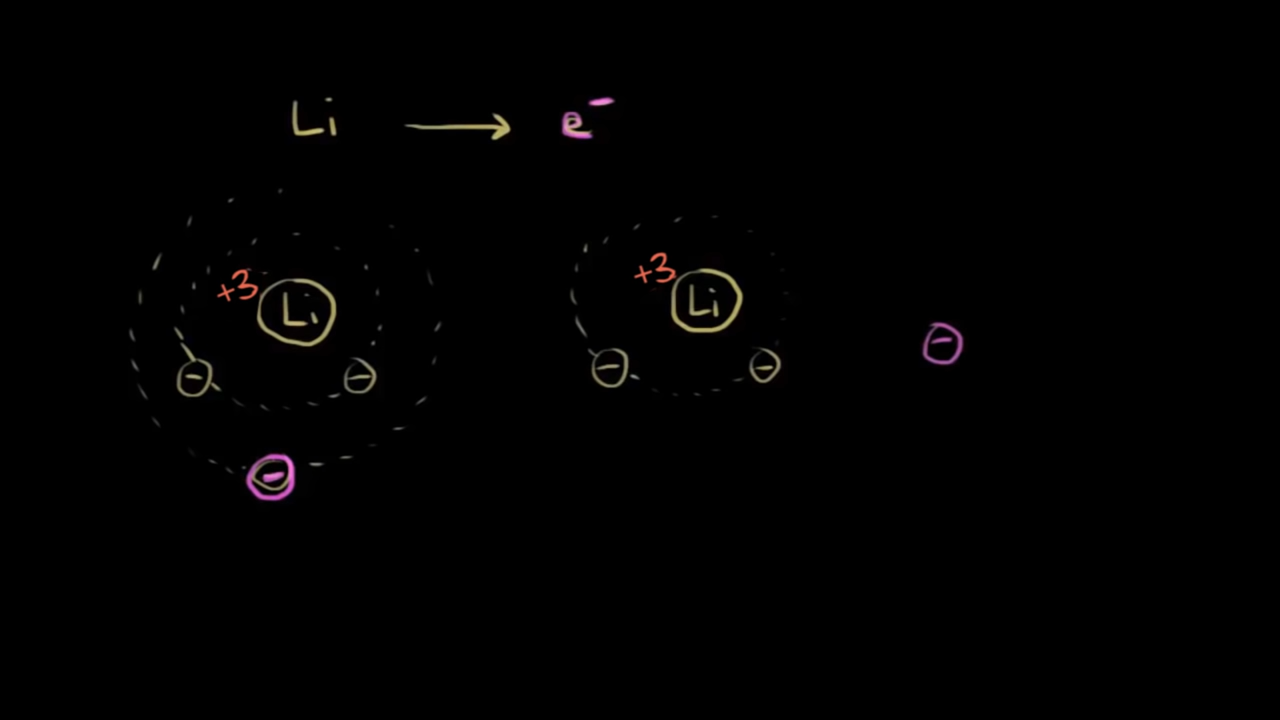 Li → e⁻
+3 Li +3 Li
- - - - -
-